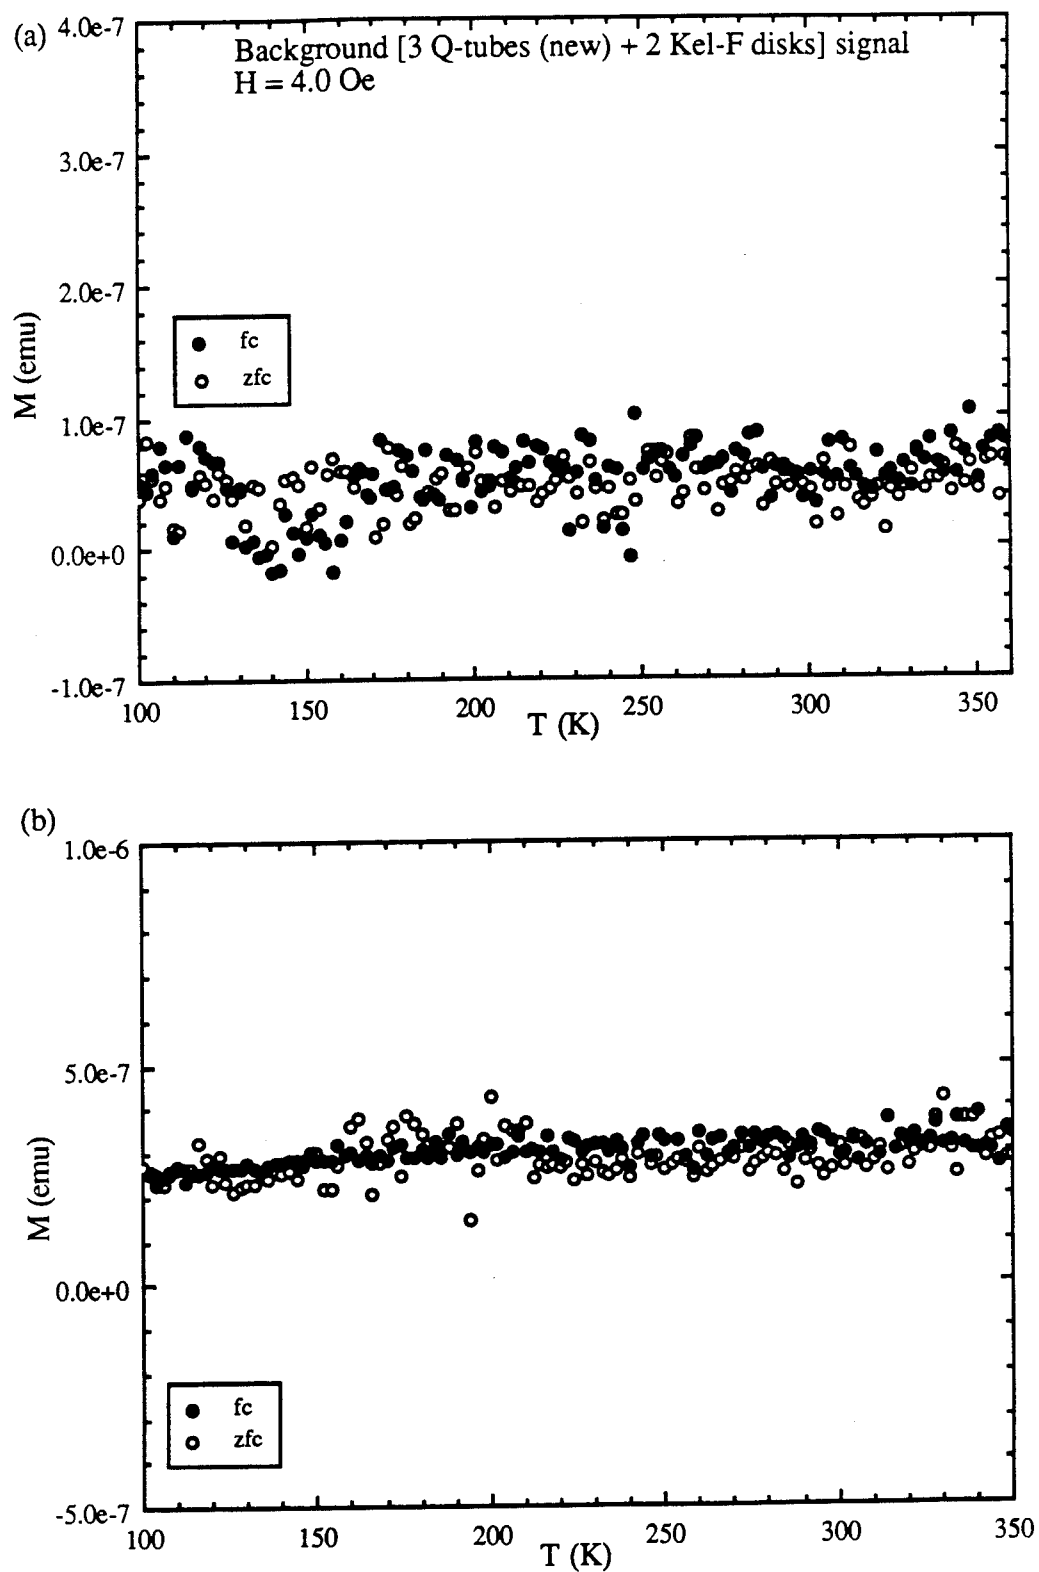 (a)
4.0e-7
Background [3 Q-tubes (new) + 2 Kel-F disks] signal
H = 4.0 Oe
3.0e-7
2.0e-7
fc
zfc
M (emu)
1.0e-7
0.0e+0
-1.0e-7
100 150 200 250 300 350
T (K)
(b)
1.0e-6
5.0e-7
M (emu)
0.0e+0
fc
zfc
-5.0e-7
100 150 200 250 300 350
T (K)